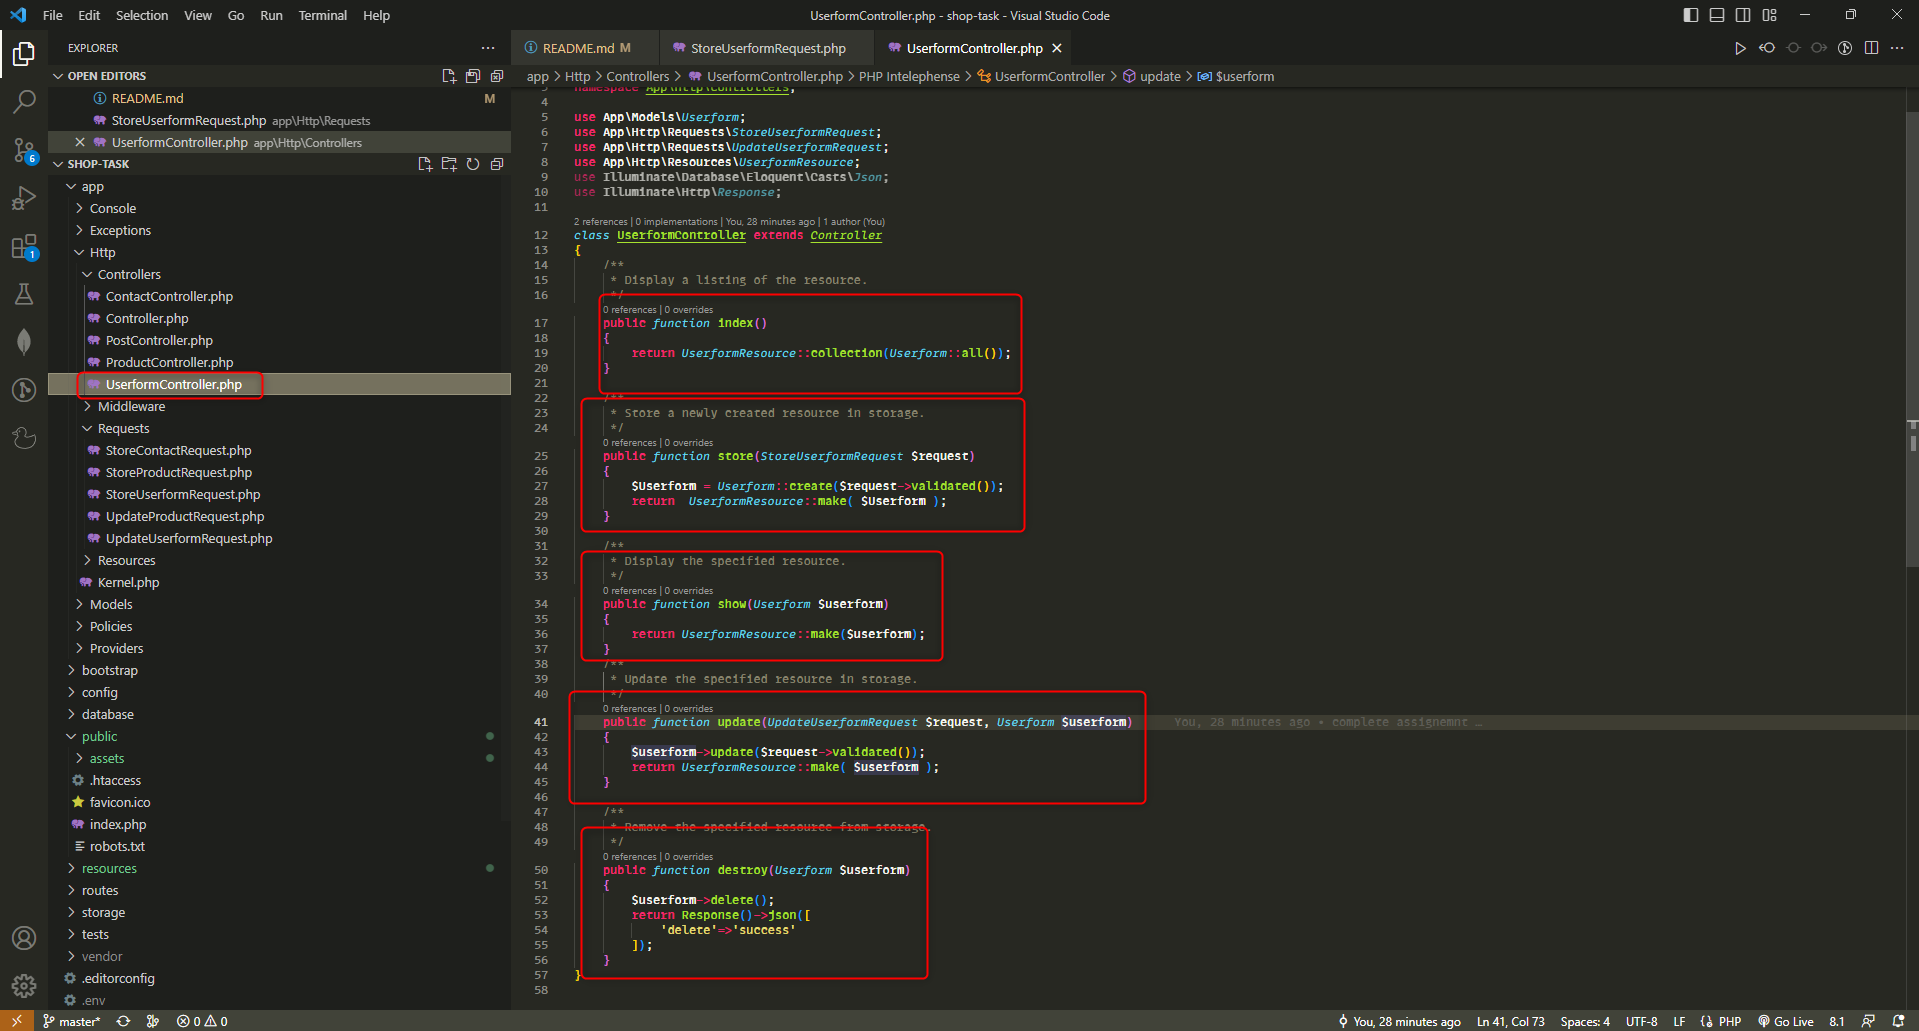 File Edit Selection View Go Run Terminal Help
UserformController.php - shop-task - Visual Studio Code
EXPLORER
OPEN EDITORS
README.md M
StoreUserformRequest.php app\Http\Requests
UserformController.php app\Http\Controllers
SHOP-TASK
app
Console
Exceptions
Http
Controllers
ContactController.php
Controller.php
PostController.php
ProductController.php
UserformController.php
Middleware
Requests
StoreContactRequest.php
StoreProductRequest.php
StoreUserformRequest.php
UpdateProductRequest.php
UpdateUserformRequest.php
Resources
Kernel.php
Models
Policies
Providers
bootstrap
config
database
public
assets
.htaccess
favicon.ico
index.php
robots.txt
resources
routes
storage
tests
vendor
.editorconfig
.env
6
1
README.md M StoreUserformRequest.php UserformController.php
app > Http > Controllers > UserformController.php > PHP Intelephense > UserformController > update > $userform
3 namespace App\Http\Controllers;
4
5 use App\Models\Userform;
6 use App\Http\Requests\StoreUserformRequest;
7 use App\Http\Requests\UpdateUserformRequest;
8 use App\Http\Resources\UserformResource;
9 use Illuminate\Database\Eloquent\Casts\Json;
10 use Illuminate\Http\Response;
11
2 references | 0 implementations | You, 28 minutes ago | 1 author (You)
12 class UserformController extends Controller
13 {
14 /**
15 * Display a listing of the resource.
16 */
0 references | 0 overrides
17 public function index()
18 {
19 return UserformResource::collection(Userform::all());
20 }
21
22 /**
23 * Store a newly created resource in storage.
24 */
0 references | 0 overrides
25 public function store(StoreUserformRequest $request)
26 {
27 $Userform = Userform::create($request->validated());
28 return UserformResource::make( $Userform );
29 }
30
31 /**
32 * Display the specified resource.
33 */
0 references | 0 overrides
34 public function show(Userform $userform)
35 {
36 return UserformResource::make($userform);
37 }
38 /**
39 * Update the specified resource in storage.
40 */
0 references | 0 overrides
41 public function update(UpdateUserformRequest $request, Userform $userform) You, 28 minutes ago • complete assignemnt …
42 {
43 $userform->update($request->validated());
44 return UserformResource::make( $userform );
45 }
46
47 /**
48 * Remove the specified resource from storage.
49 */
0 references | 0 overrides
50 public function destroy(Userform $userform)
51 {
52 $userform->delete();
53 return Response()->json([
54 'delete'=>'success'
55 ]);
56 }
57 }
58
master* 0 0 You, 28 minutes ago Ln 41, Col 73 Spaces: 4 UTF-8 LF PHP Go Live 8.1